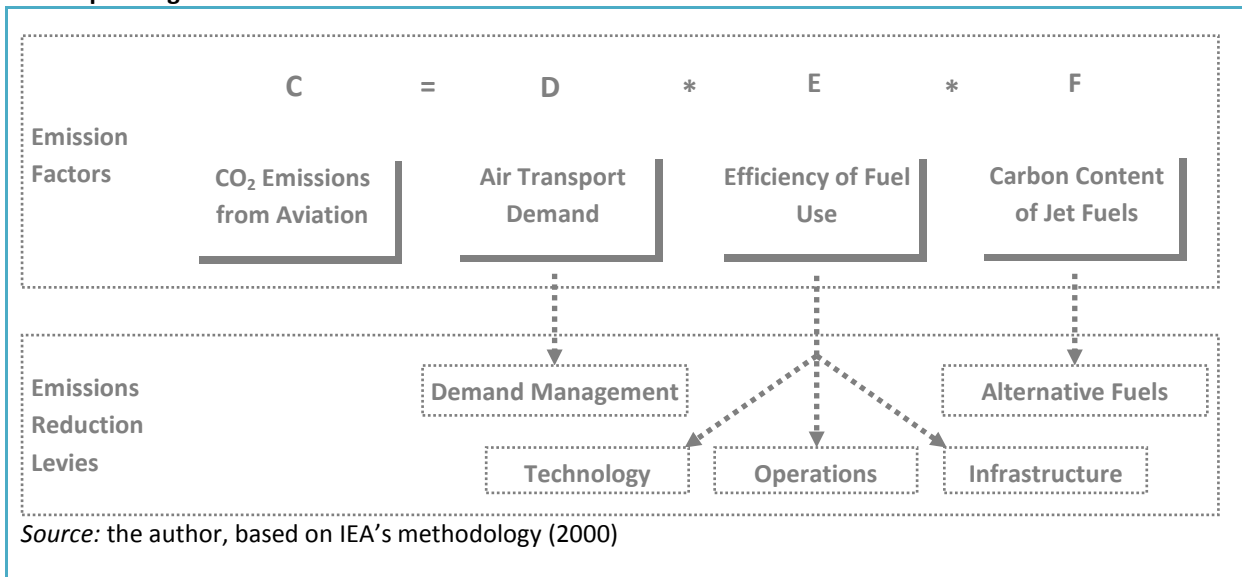 C = D * E * F
Emission
Factors
CO₂ Emissions
from Aviation
Air Transport
Demand
Efficiency of Fuel
Use
Carbon Content
of Jet Fuels
Emissions
Reduction
Levies
Demand Management
Alternative Fuels
Technology
Operations
Infrastructure
Source: the author, based on IEA’s methodology (2000)